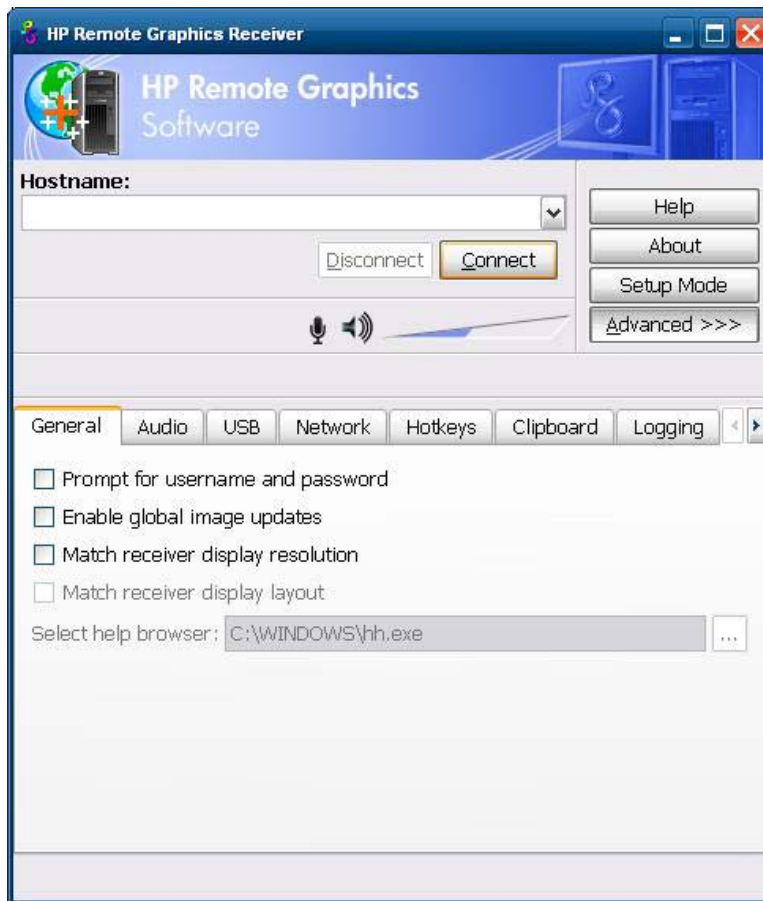 HP Remote Graphics Receiver
HP Remote Graphics
Software
Hostname:
Help
Disconnect Connect
About
Setup Mode
Advanced >>>
General Audio USB Network Hotkeys Clipboard Logging
Prompt for username and password
Enable global image updates
Match receiver display resolution
Match receiver display layout
Select help browser: C:\WINDOWS\hh.exe ...